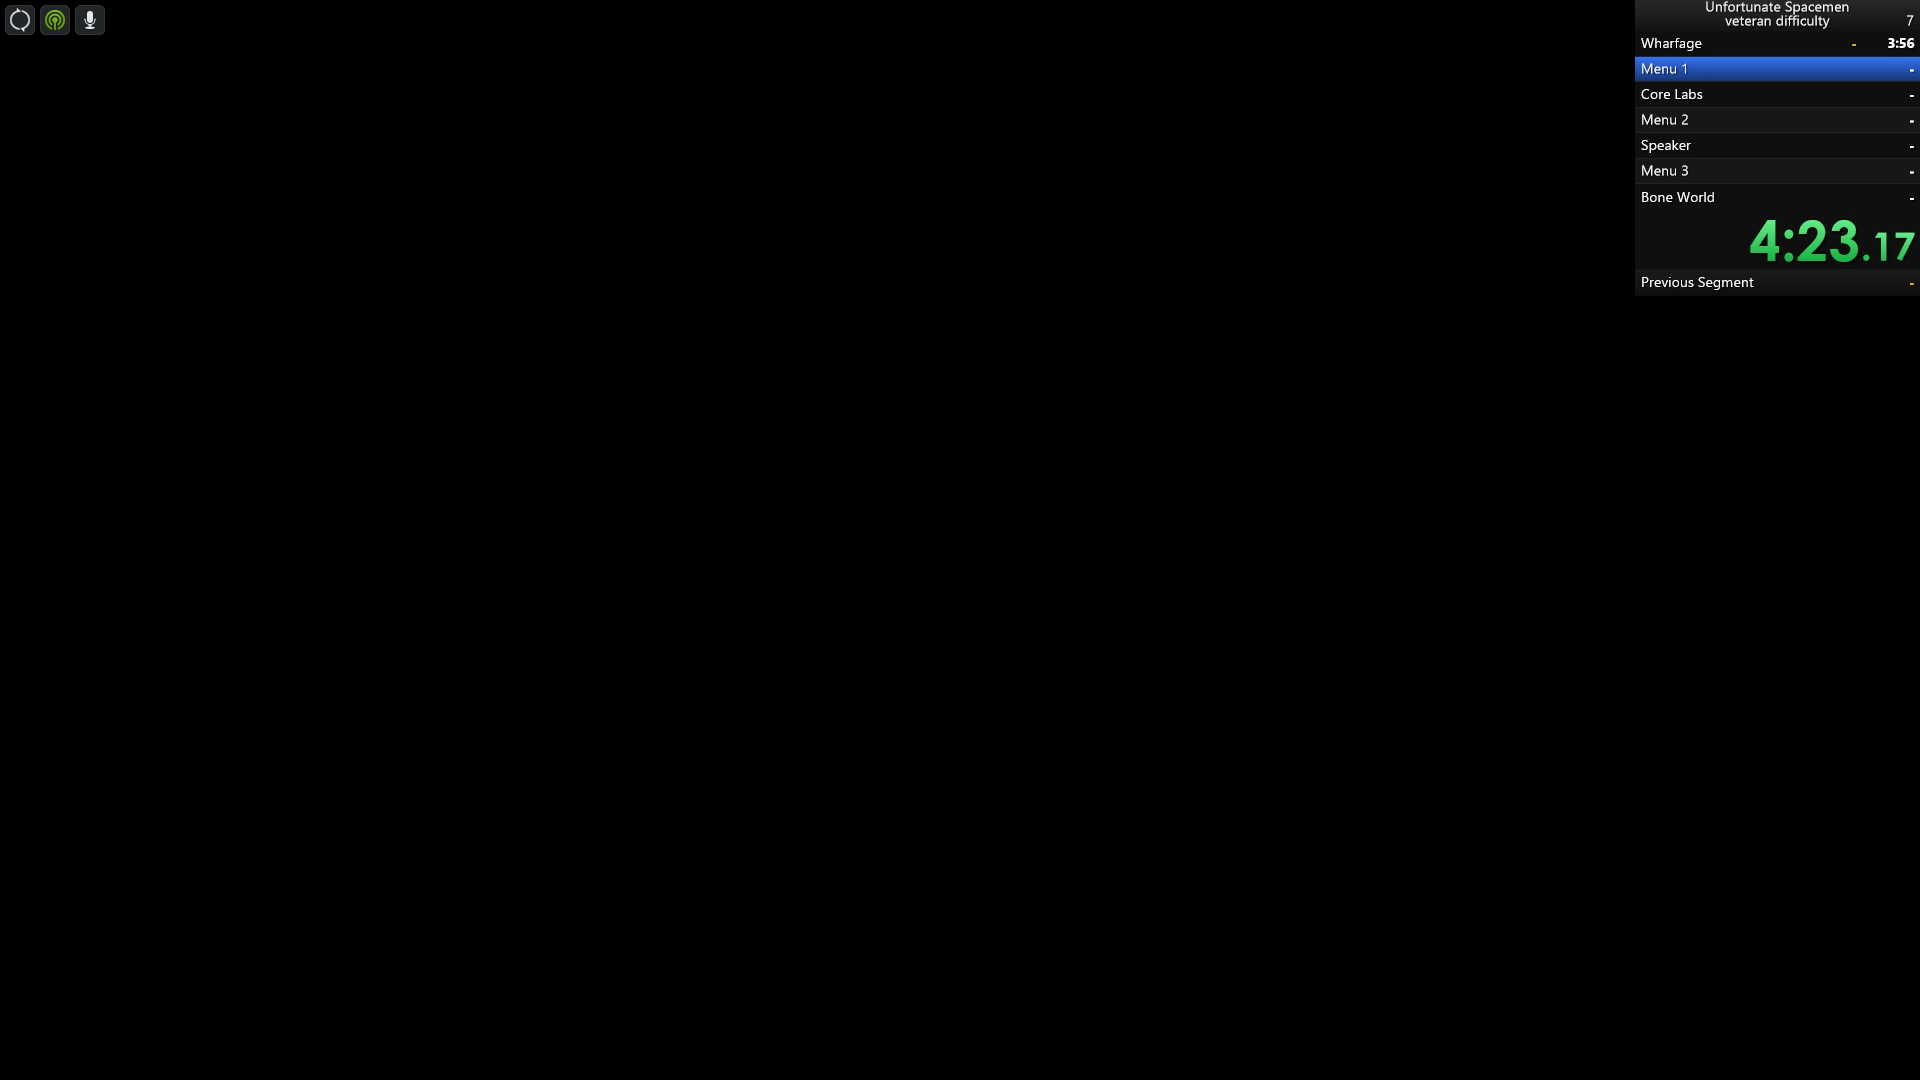 Unfortunate Spacemen
veteran difficulty 7
Wharfage - 3:56
Menu 1 -
Core Labs -
Menu 2 -
Speaker -
Menu 3 -
Bone World -
4:23.17
Previous Segment -